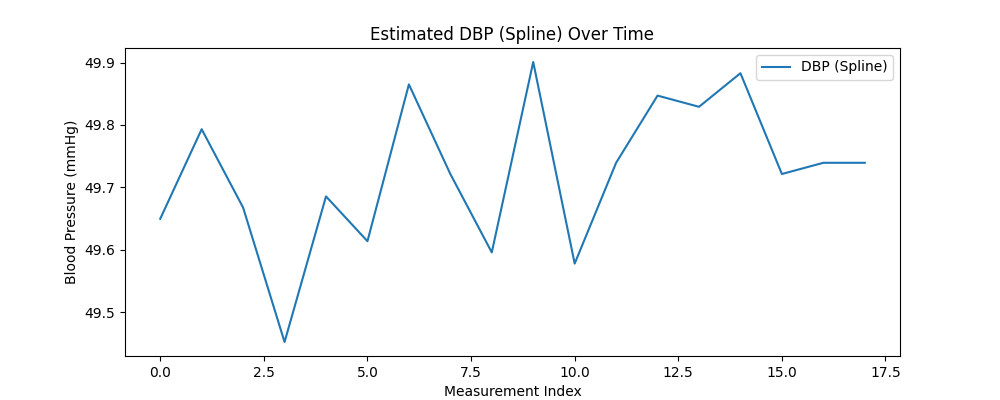 Estimated DBP (Spline) Over Time
DBP (Spline)
Blood Pressure (mmHg)
49.9
49.8
49.7
49.6
49.5
0.0 2.5 5.0 7.5 10.0 12.5 15.0 17.5
Measurement Index